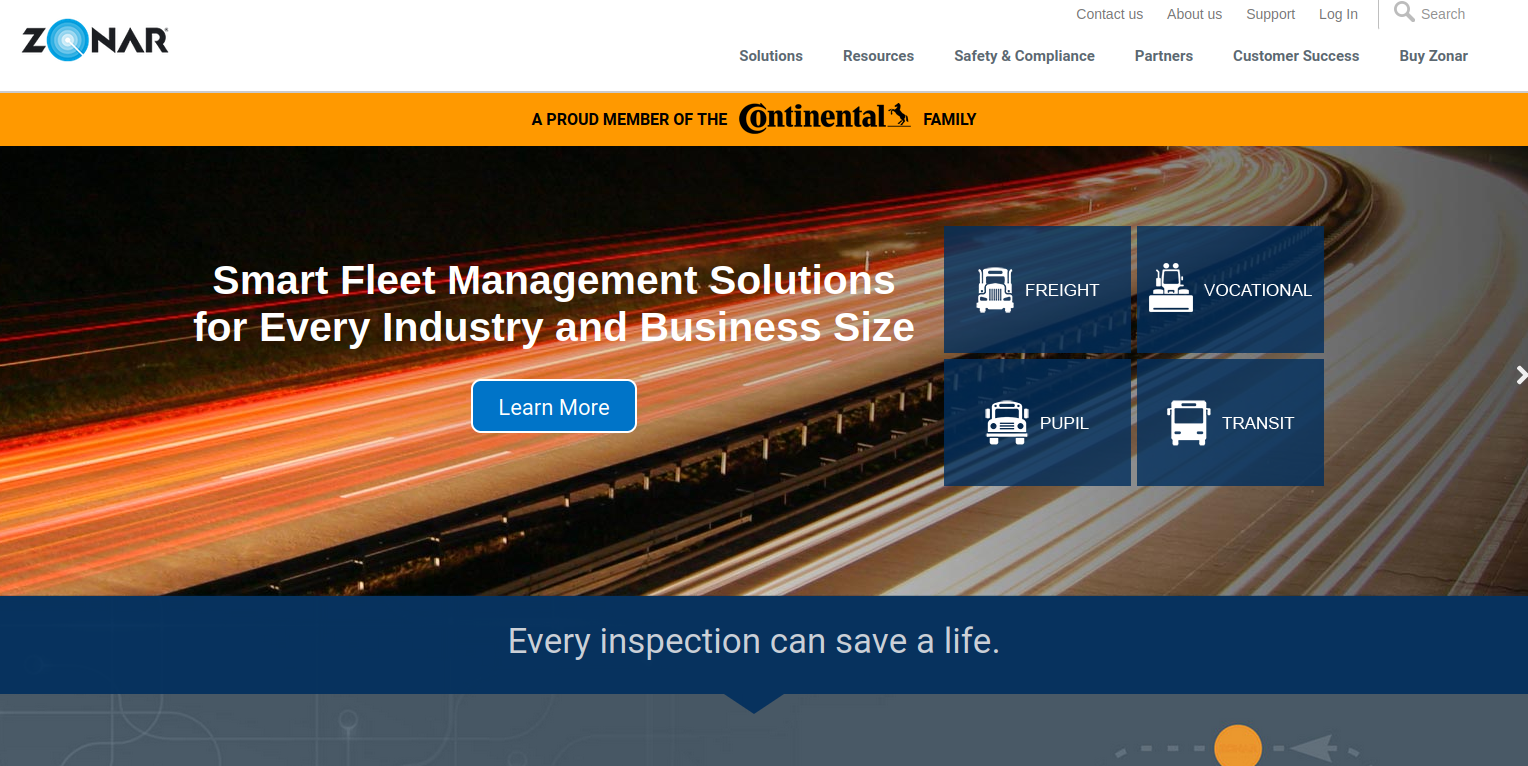 Contact us About us Support Log In Search
ZONAR
Solutions Resources Safety & Compliance Partners Customer Success Buy Zonar
A PROUD MEMBER OF THE Continental FAMILY
Smart Fleet Management Solutions
for Every Industry and Business Size
Learn More
FREIGHT VOCATIONAL
PUPIL TRANSIT
Every inspection can save a life.